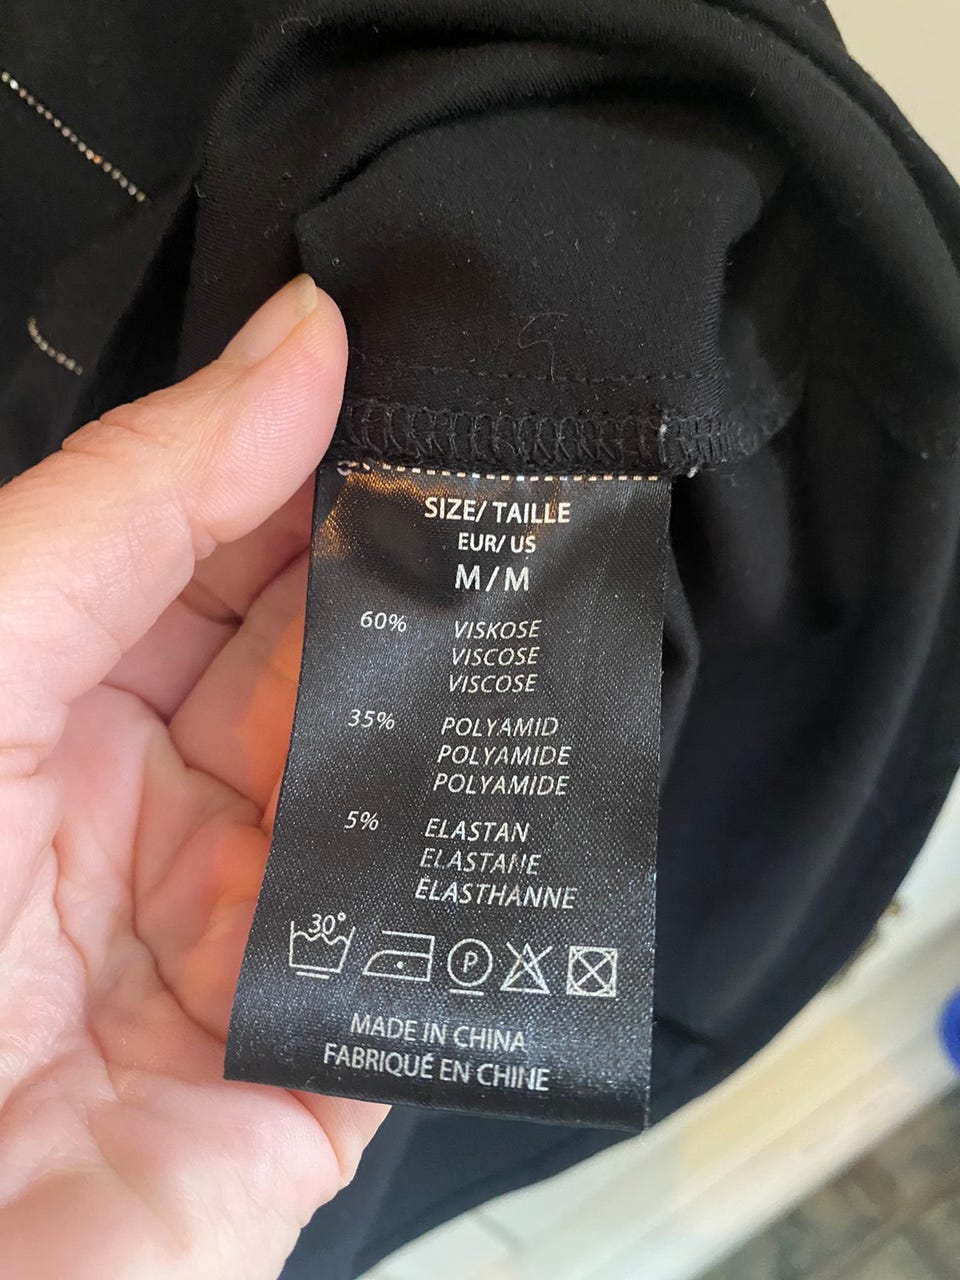 SIZE/ TAILLE
EUR/ US
M/M
60% VISKOSE
VISCOSE
VISCOSE
35% POLYAMID
POLYAMIDE
POLYAMIDE
5% ELASTAN
ELASTANE
ÉLASTHANNE
30°
P
MADE IN CHINA
FABRIQUÉ EN CHINE